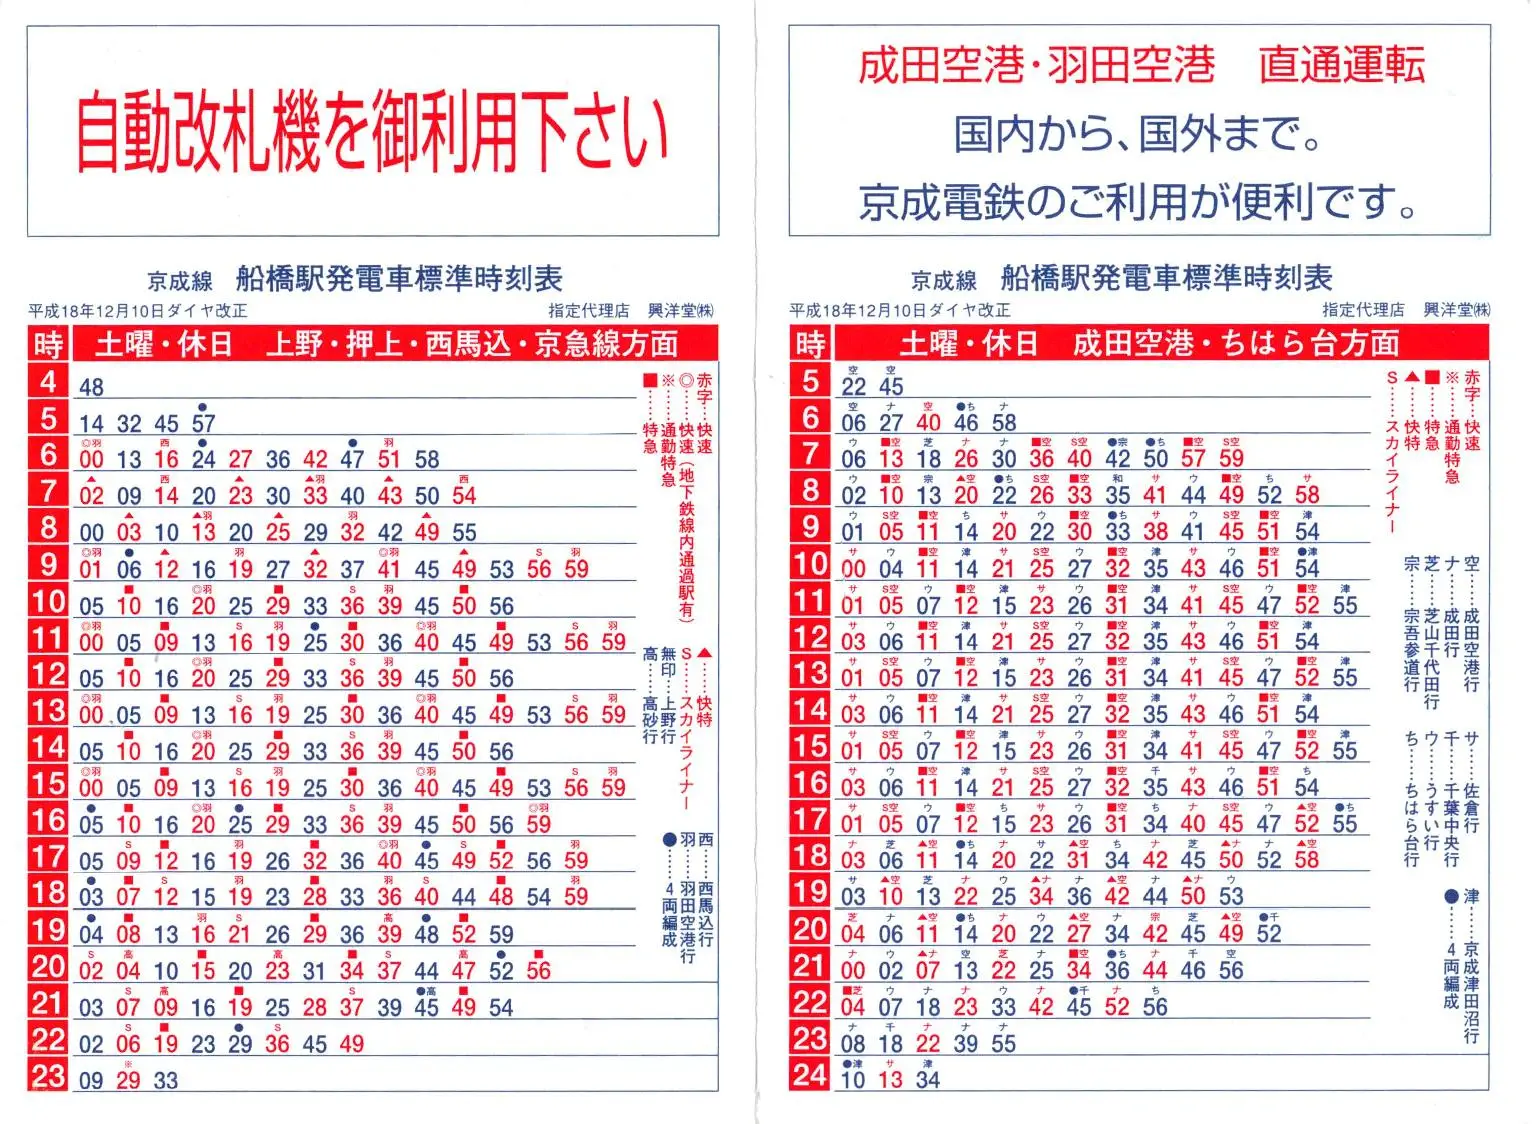 自動改札機を御利用下さい
京成線 船橋駅発電車標準時刻表
平成18年12月10日ダイヤ改正 指定代理店 興洋堂㈱
時 土曜・休日 上野・押上・西馬込・京急線方面
4 48
5 14 32 45 57
6 00 13 16 24 27 36 42 47 51 58
7 02 09 14 20 23 30 33 40 43 50 54
8 00 03 10 13 20 25 29 32 42 49 55
9 01 06 12 16 19 27 32 37 41 45 49 53 56 59
10 05 10 16 20 25 29 33 36 39 45 50 56
11 00 05 09 13 16 19 25 30 36 40 45 49 53 56 59
12 05 10 16 20 25 29 33 36 39 45 50 56
13 00 05 09 13 16 19 25 30 36 40 45 49 53 56 59
14 05 10 16 20 25 29 33 36 39 45 50 56
15 00 05 09 13 16 19 25 30 36 40 45 49 53 56 59
16 05 10 16 20 25 29 33 36 39 45 50 56 59
17 05 09 12 16 19 26 32 36 40 45 49 52 56 59
18 03 07 12 15 19 23 28 33 36 40 44 48 54 59
19 04 08 13 16 21 26 29 36 39 48 52 59
20 02 04 10 15 20 23 31 34 37 44 47 52 56
21 03 07 09 16 19 25 28 37 39 45 49 54
22 02 06 19 23 29 36 45 49
23 09 29 33
赤字……快速
◎……快速(地下鉄線内通過駅有)
※……通勤特急
■……特急
▲……快特
S……スカイライナー
無印……上野行
高……高砂行
西……西馬込行
羽……羽田空港行
●……4両編成
成田空港・羽田空港 直通運転
国内から、国外まで。
京成電鉄のご利用が便利です。
京成線 船橋駅発電車標準時刻表
平成18年12月10日ダイヤ改正 指定代理店 興洋堂㈱
時 土曜・休日 成田空港・ちはら台方面
5 22 45
6 06 27 40 46 58
7 06 13 18 26 30 36 40 42 50 57 59
8 02 10 13 20 22 26 33 35 41 44 49 52 58
9 01 05 11 14 20 22 30 33 38 41 45 51 54
10 00 04 11 14 21 25 27 32 35 43 46 51 54
11 01 05 07 12 15 23 26 31 34 41 45 47 52 55
12 03 06 11 14 21 25 27 32 35 43 46 51 54
13 01 05 07 12 15 23 26 31 34 41 45 47 52 55
14 03 06 11 14 21 25 27 32 35 43 46 51 54
15 01 05 07 12 15 23 26 31 34 41 45 47 52 55
16 03 06 11 14 21 25 27 32 35 43 46 51 54
17 01 05 07 12 15 23 26 31 34 40 45 47 52 55
18 03 06 11 14 20 22 31 34 42 45 50 52 58
19 03 10 13 22 25 34 36 42 44 50 53
20 04 06 11 14 20 22 27 34 42 45 49 52
21 00 02 07 13 22 25 34 36 44 46 56
22 04 07 18 23 33 42 45 52 56
23 08 18 22 39 55
24 10 13 34
赤字……快速
※……通勤特急
■……特急
▲……快特
S……スカイライナー
空……成田空港行
ナ……成田行
芝……芝山千代田行
宗……宗吾参道行
サ……佐倉行
千……千葉中央行
ウ……うすい行
ち……ちはら台行
津……京成津田沼行
●……4両編成